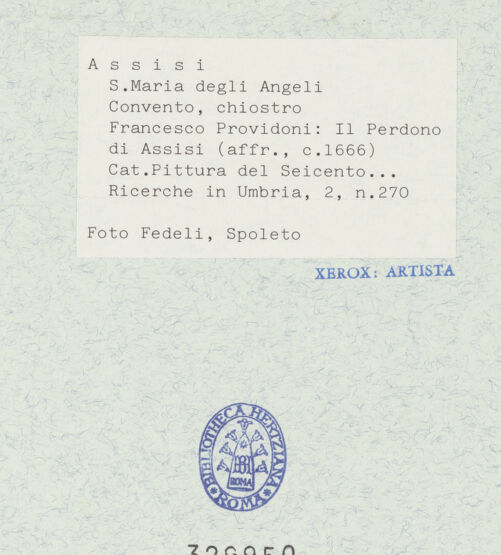 A s s i s i
S.Maria degli Angeli
Convento, chiostro
Francesco Providoni: Il Perdono
di Assisi (affr., c.1666)
Cat.Pittura del Seicento...
Ricerche in Umbria, 2, n.270
Foto Fedeli, Spoleto
XEROX: ARTISTA
BIBLIOTHECA HERTZIANA
ROMA
ROMA